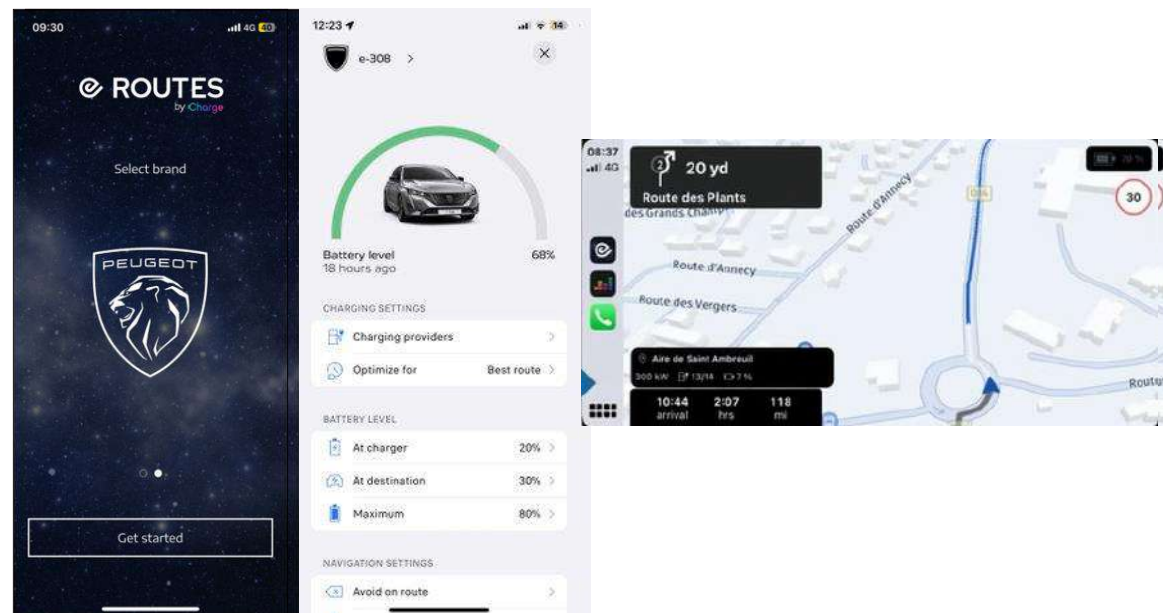 09:30
4G 40
ROUTES
by Charge
Select brand
PEUGEOT
Get started
12:23
14
e-308 >
Battery level
68%
18 hours ago
CHARGING SETTINGS
Charging providers
Optimize for Best route
BATTERY LEVEL
At charger 20%
At destination 30%
Maximum 80%
NAVIGATION SETTINGS
Avoid on route
08:37
4G
2
20 yd
Route des Plants
des Grands Champs
Route d'Annecy
30
Route d'Annecy
Route des Vergers
Aire de Saint Ambreuil
300 kW 13/14 7 %
10:44 2:07 118
arrival hrs mi
Route